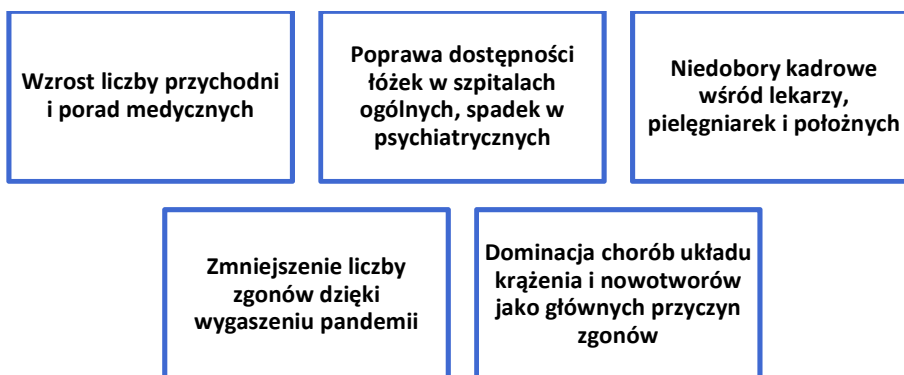 Wzrost liczby przychodni
i porad medycznych
Poprawa dostępności
łóżek w szpitalach
ogólnych, spadek w
psychiatrycznych
Niedobory kadrowe
wśród lekarzy,
pielęgniarek i położnych
Zmniejszenie liczby
zgonów dzięki
wygaszeniu pandemii
Dominacja chorób układu
krążenia i nowotworów
jako głównych przyczyn
zgonów